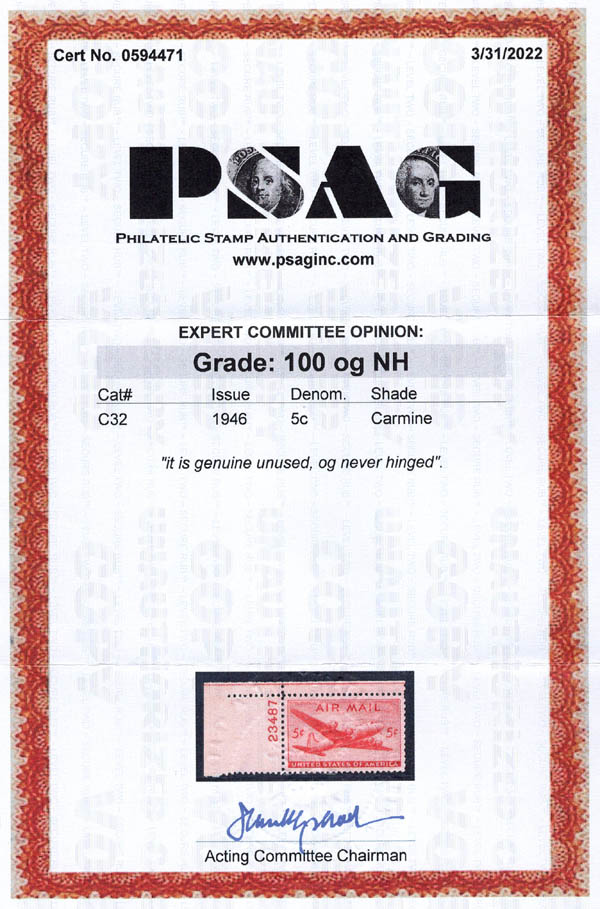 Cert No. 0594471 3/31/2022
PSAG
PHILATELIC STAMP AUTHENTICATION AND GRADING
www.psaginc.com
EXPERT COMMITTEE OPINION:
Grade: 100 og NH
Cat# Issue Denom. Shade
C32 1946 5c Carmine
"it is genuine unused, og never hinged".
23487
AIR MAIL
5¢ 5¢
UNITED STATES OF AMERICA
Acting Committee Chairman